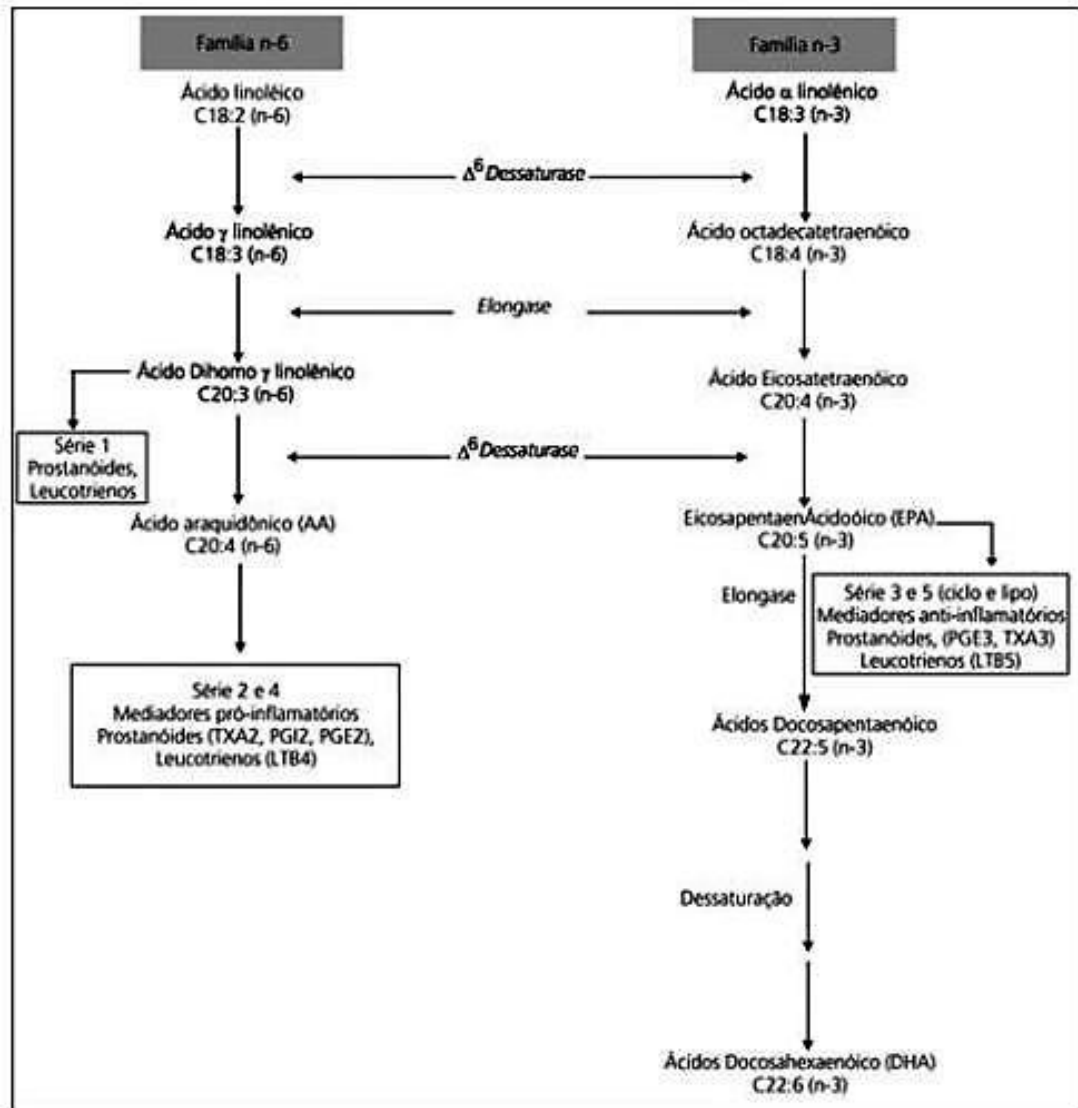 Família n-6
Ácido linoléico
C18:2 (n-6)
Família n-3
Ácido α linolênico
C18:3 (n-3)
Δ6 Dessaturase
Ácido γ linolênico
C18:3 (n-6)
Ácido octadecatetraenóico
C18:4 (n-3)
Elongase
Ácido Dihomo γ linolênico
C20:3 (n-6)
Ácido Eicosatetraenóico
C20:4 (n-3)
Série 1
Prostanóides,
Leucotrienos
Δ6 Dessaturase
Ácido araquidônico (AA)
C20:4 (n-6)
EicosapentaenÁcidoóico (EPA)
C20:5 (n-3)
Elongase
Série 3 e 5 (ciclo e lipo)
Mediadores anti-inflamatórios
Prostanóides, (PGE3, TXA3)
Leucotrienos (LTB5)
Série 2 e 4
Mediadores pró-inflamatórios
Prostanóides (TXA2, PGI2, PGE2),
Leucotrienos (LTB4)
Ácidos Docosapentaenóico
C22:5 (n-3)
Dessaturação
Ácidos Docosahexaenóico (DHA)
C22:6 (n-3)